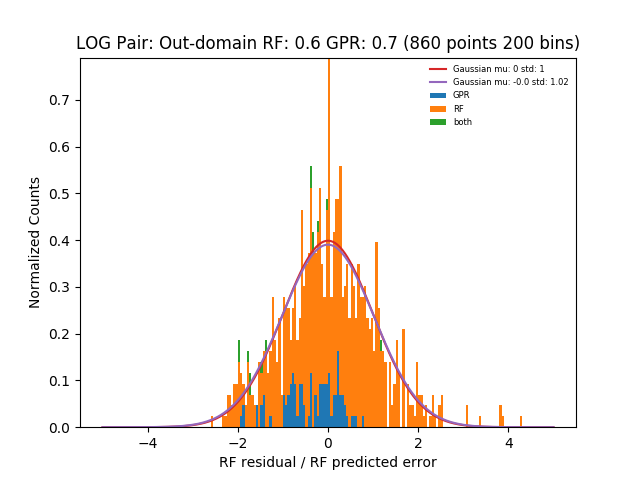 LOG Pair: Out-domain RF: 0.6 GPR: 0.7 (860 points 200 bins)
Gaussian mu: 0 std: 1
Gaussian mu: -0.0 std: 1.02
GPR
RF
both
Normalized Counts
0.7
0.6
0.5
0.4
0.3
0.2
0.1
0.0
−4 −2 0 2 4
RF residual / RF predicted error